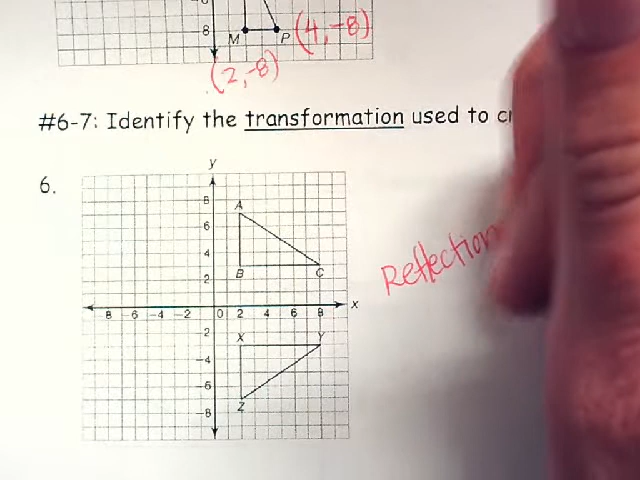 8
M P (4,-8)
(2,-8)
#6-7: Identify the transformation used to
6.
y
8
A
6
4
B C
2
8 -6 -4 -2 0 2 4 6 8 x
Reflection
-2
X Y
-4
-6
Z
-8